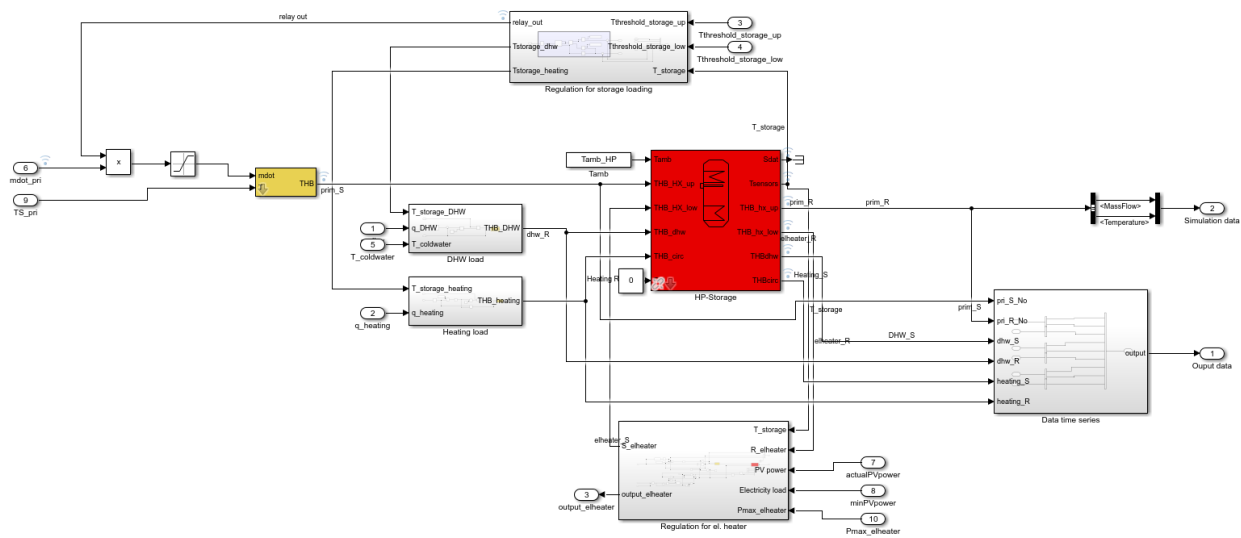 relay out
relay_out
Tstorage_dhw
Tstorage_heating
Tthreshold_storage_up
Tthreshold_storage_low
T_storage
Regulation for storage loading
3
Tthreshold_storage_up
4
Tthreshold_storage_low
T_storage
6
mdot_pri
9
TS_pri
x
mdot
THB
prim_S
Tamb_HP
Tamb
Tamb
THB_HX_up
THB_HX_low
THB_dhw
THB_circ
Tsensors
THB_hx_up
THB_hx_low
THBdhw
THBcirc
HP-Storage
0
Heating R
prim_R
prim_R
elheater_R
Heating_S
T_storage
elheater_R
DHW_S
prim_S
1
q_DHW
5
T_coldwater
T_storage_DHW
T_coldwater
THB_DHW
DHW load
dhw_R
2
q_heating
T_storage_heating
q_heating
THB_heating
Heating load
<MassFlow>
<Temperature>
2
Simulation data
pri_S_No
pri_R_No
dhw_S
dhw_R
heating_S
heating_R
output
Data time series
1
Ouput data
elheater_S
S_elheater
output_elheater
T_storage
R_elheater
PV power
Electricity load
Pmax_elheater
Regulation for el. heater
3
output_elheater
7
actualPVpower
8
minPVpower
10
Pmax_elheater